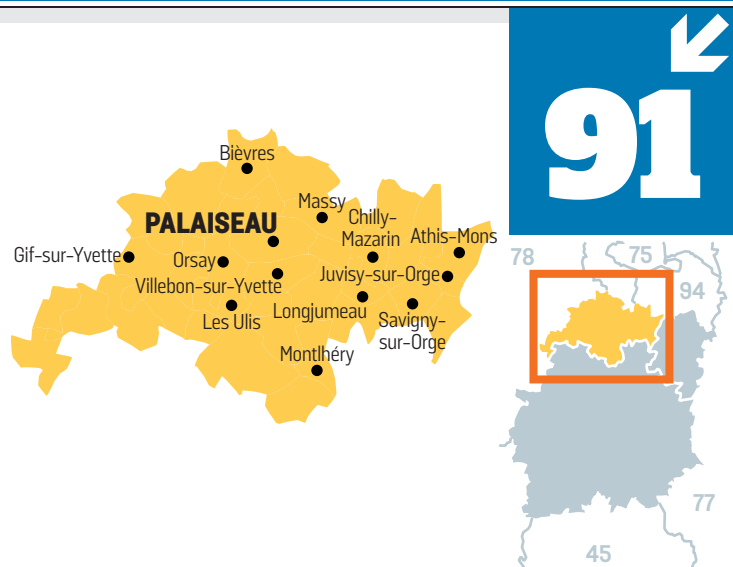 91
Bièvres
Massy
Chilly-
Mazarin
Athis-Mons
PALAISEAU
Gif-sur-Yvette
Orsay
Juvisy-sur-Orge
Villebon-sur-Yvette
Longjumeau
Les Ulis
Savigny-
sur-Orge
Montlhéry
78
75
94
77
45